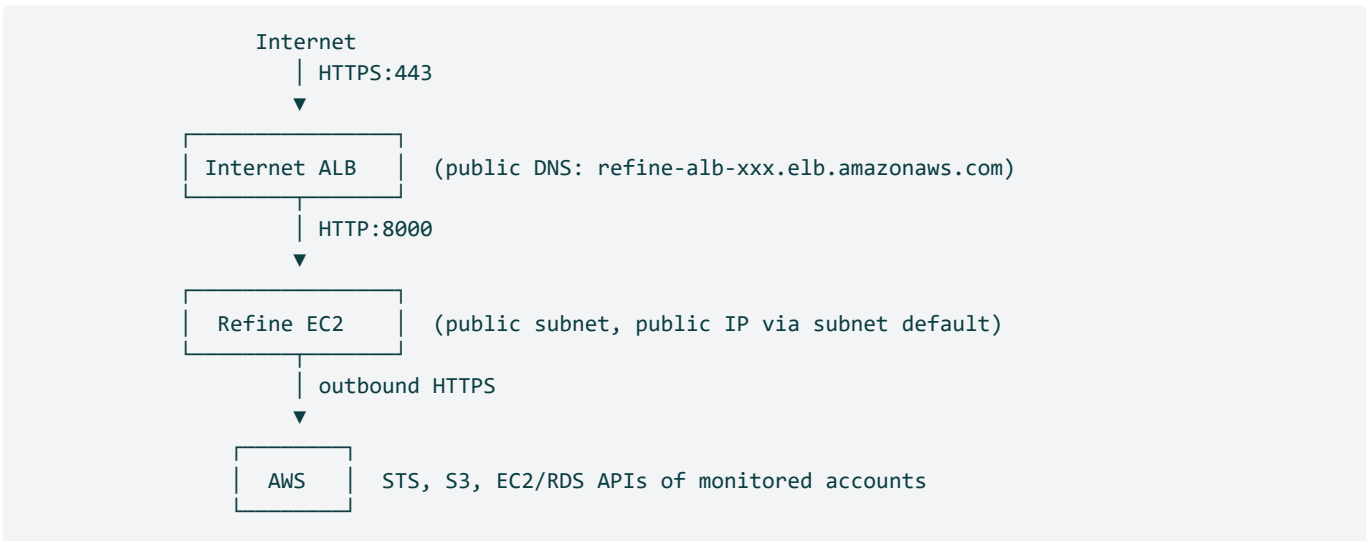 Internet
HTTPS:443
Internet ALB (public DNS: refine-alb-xxx.elb.amazonaws.com)
HTTP:8000
Refine EC2 (public subnet, public IP via subnet default)
outbound HTTPS
AWS STS, S3, EC2/RDS APIs of monitored accounts